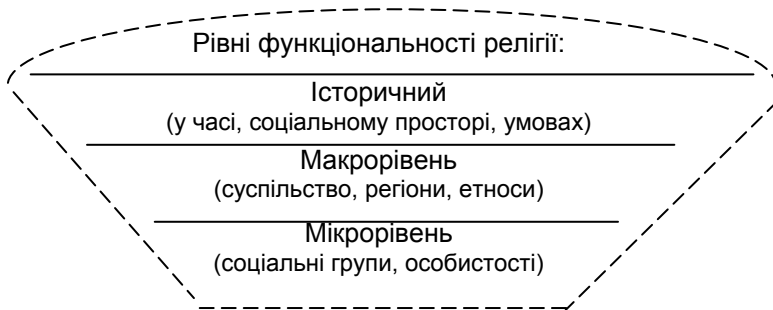 Рівні функціональності релігії:
Історичний
(у часі, соціальному просторі, умовах)
Макрорівень
(суспільство, регіони, етноси)
Мікрорівень
(соціальні групи, особистості)